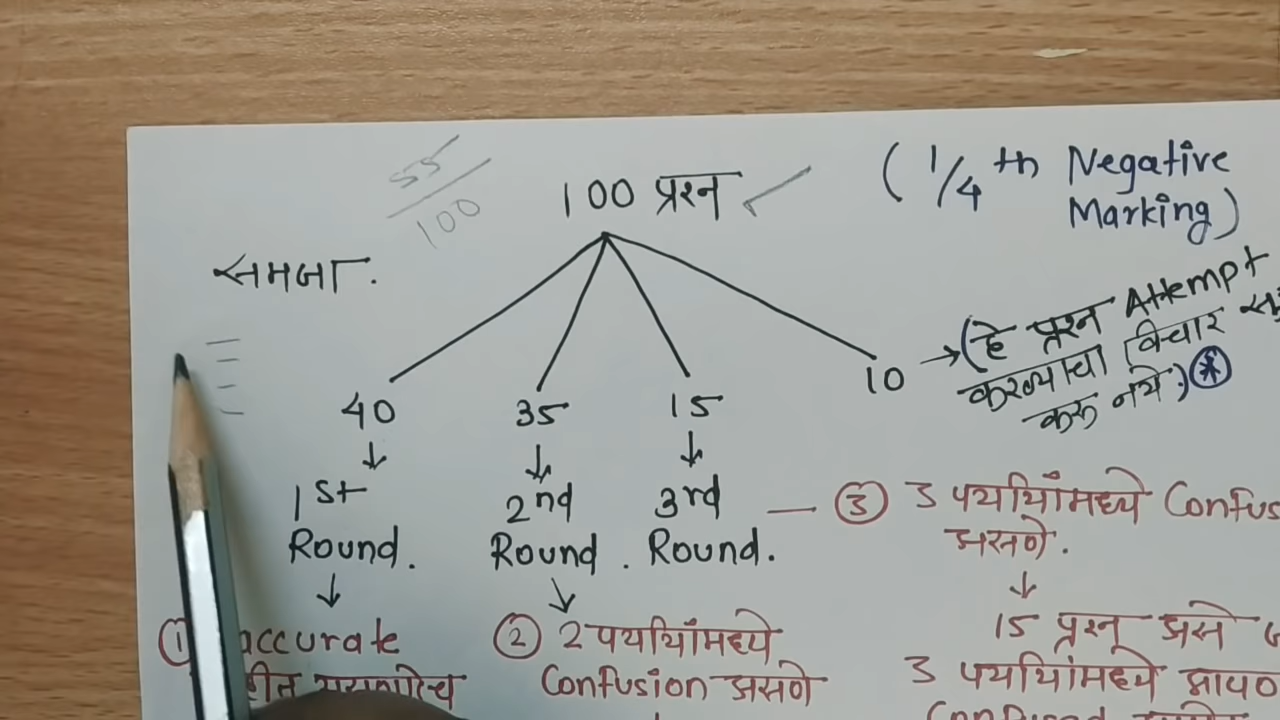 55/100
100 प्रश्न
(1/4th Negative
Marking)
समजा.
40
35
15
10 → (हे प्रश्न Attempt
करण्याचा विचार
करू नये)
1st
Round.
2nd
Round.
3rd
Round.
③ 3 पर्यायांमध्ये
असणे.
① accurate
② 2 पर्यायांमध्ये
Confusion असणे
15 प्रश्न असे
3 पर्यायांमध्ये